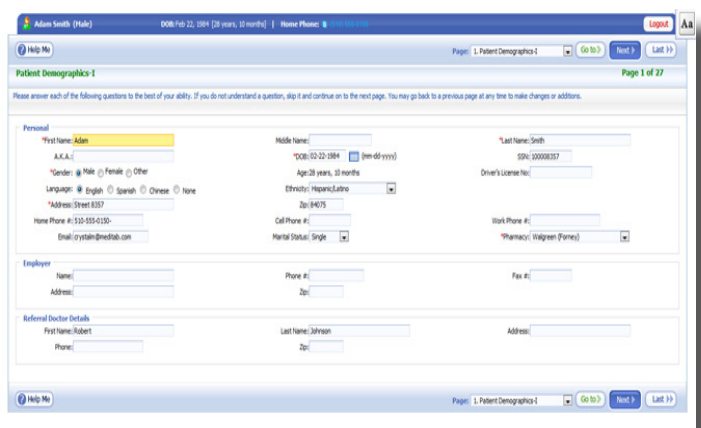 Adam Smith (Male) DOB: Feb 22, 1984 [28 years, 10 months] | Home Phone: Logout Aa
Help Me Page: 1. Patient Demographics-I Go to Next Last
Patient Demographics-I Page 1 of 27
Please answer each of the following questions to the best of your ability. If you do not understand a question, skip it and continue on to the next page. You may go back to a previous page at any time to make changes or additions.
Personal
*First Name: Adam Middle Name: *Last Name: Smith
A.K.A.: *DOB: 02-22-1984 (mm-dd-yyyy) SSN: 100008357
*Gender: Male Female Other Age: 28 years, 10 months Driver's License No:
Language: English Spanish Chinese None Ethnicity: Hispanic/Latino
*Address: Street 8357 Zip: 84075
Home Phone #: 510-555-0150- Cell Phone #: Work Phone #:
Email: crystalm@meditab.com Marital Status: Single *Pharmacy: Walgreen (Forney)
Employer
Name: Phone #: Fax #:
Address: Zip:
Referral Doctor Details
First Name: Robert Last Name: Johnson Address:
Phone: Zip:
Help Me Page: 1. Patient Demographics-I Go to Next Last